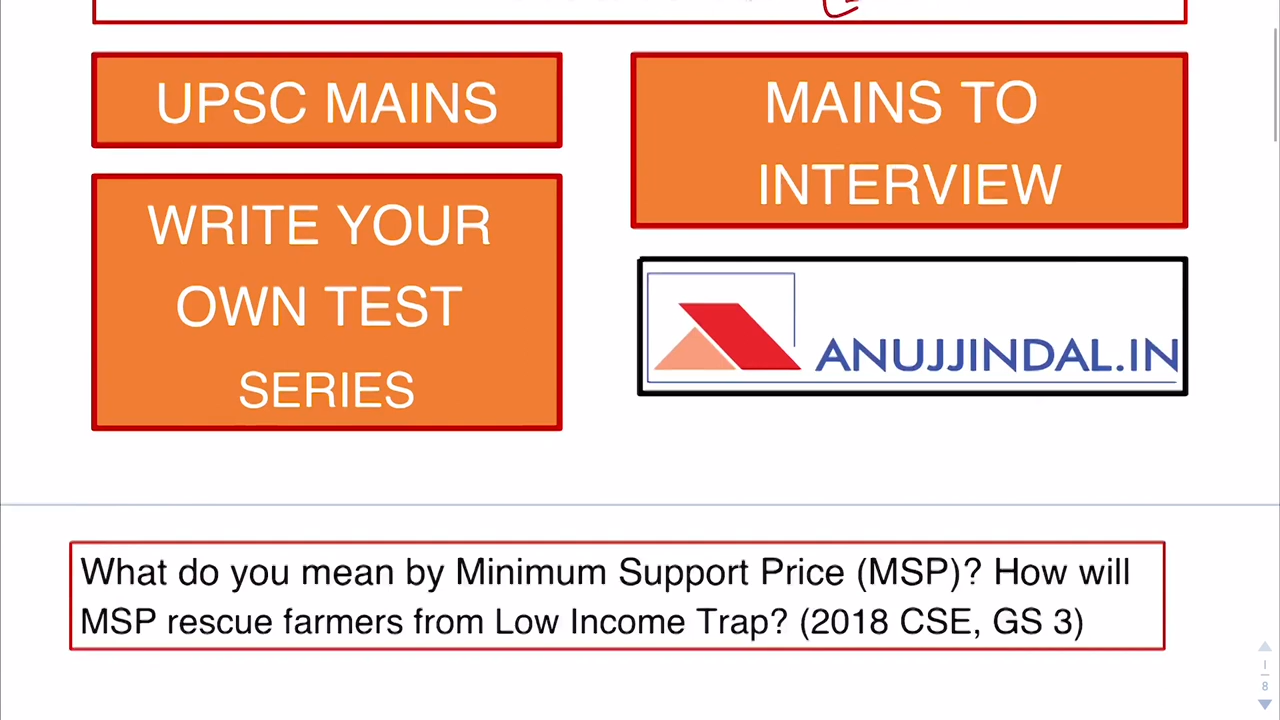 UPSC MAINS
WRITE YOUR
OWN TEST
SERIES
MAINS TO
INTERVIEW
ANUJJINDAL.IN
What do you mean by Minimum Support Price (MSP)? How will
MSP rescue farmers from Low Income Trap? (2018 CSE, GS 3)
I
8